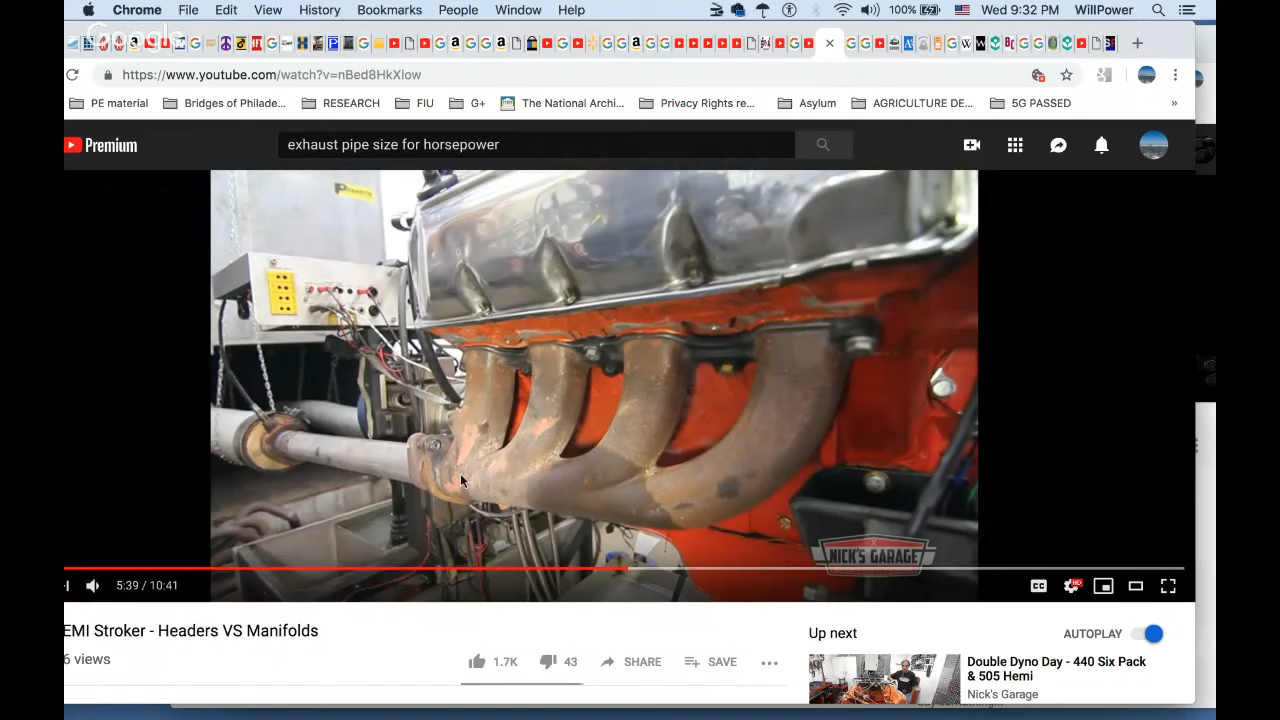 Chrome File Edit View History Bookmarks People Window Help 100% Wed 9:32 PM WillPower
Google
https://www.youtube.com/watch?v=nBed8HkXlow
PE material Bridges of Philade... RESEARCH FIU G+ The National Archi... Privacy Rights re... Asylum AGRICULTURE DE... 5G PASSED »
Premium exhaust pipe size for horsepower
NICK'S GARAGE
5:39 / 10:41 CC HD
EMI Stroker - Headers VS Manifolds
6 views
1.7K 43 SHARE SAVE
Up next AUTOPLAY
Double Dyno Day - 440 Six Pack
& 505 Hemi
Nick's Garage